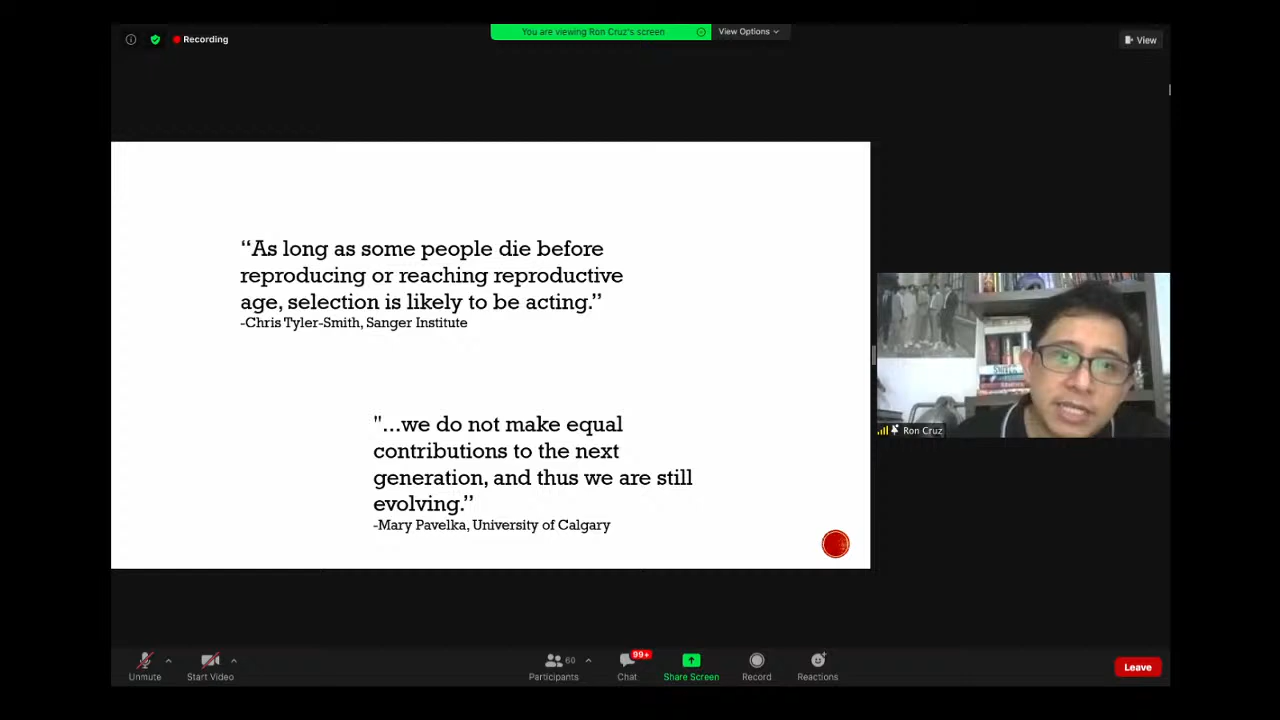 Recording
You are viewing Ron Cruz's screen
View Options
View
“As long as some people die before
reproducing or reaching reproductive
age, selection is likely to be acting.”
-Chris Tyler-Smith, Sanger Institute
"...we do not make equal
contributions to the next
generation, and thus we are still
evolving.”
-Mary Pavelka, University of Calgary
Ron Cruz
Unmute
Start Video
60
Participants
99+
Chat
Share Screen
Record
Reactions
Leave